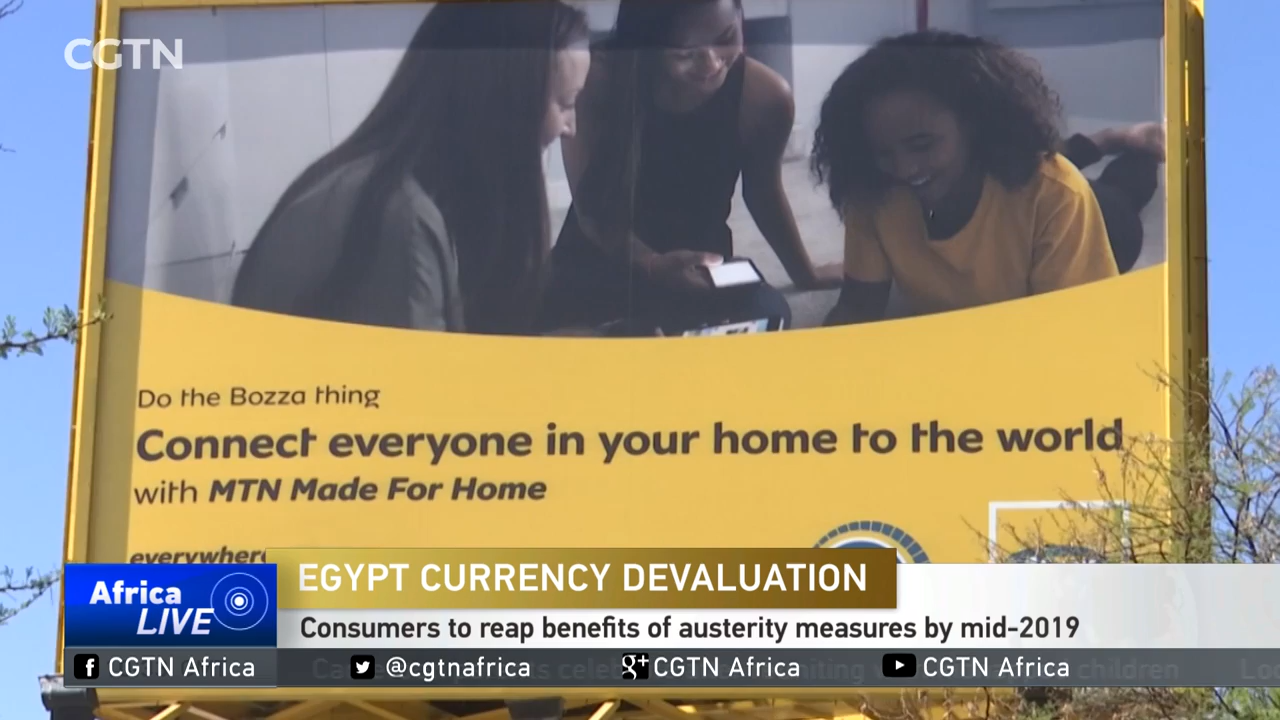 CGTN
Do the Bozza thing
Connect everyone in your home to the world
with MTN Made For Home
everywhere
EGYPT CURRENCY DEVALUATION
Africa
LIVE
Consumers to reap benefits of austerity measures by mid-2019
CGTN Africa @cgtnafrica CGTN Africa CGTN Africa
children